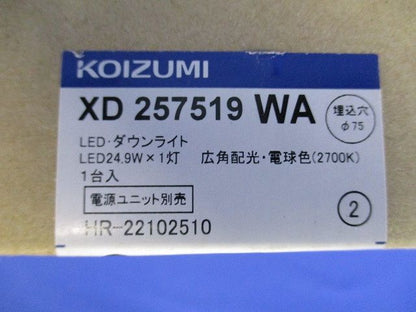 KOIZUMI
XD 257519 WA
埋込穴
φ75
LED・ダウンライト
LED24.9W×1灯 広角配光・電球色(2700K)
1台入
電源ユニット別売
②
HR-22102510